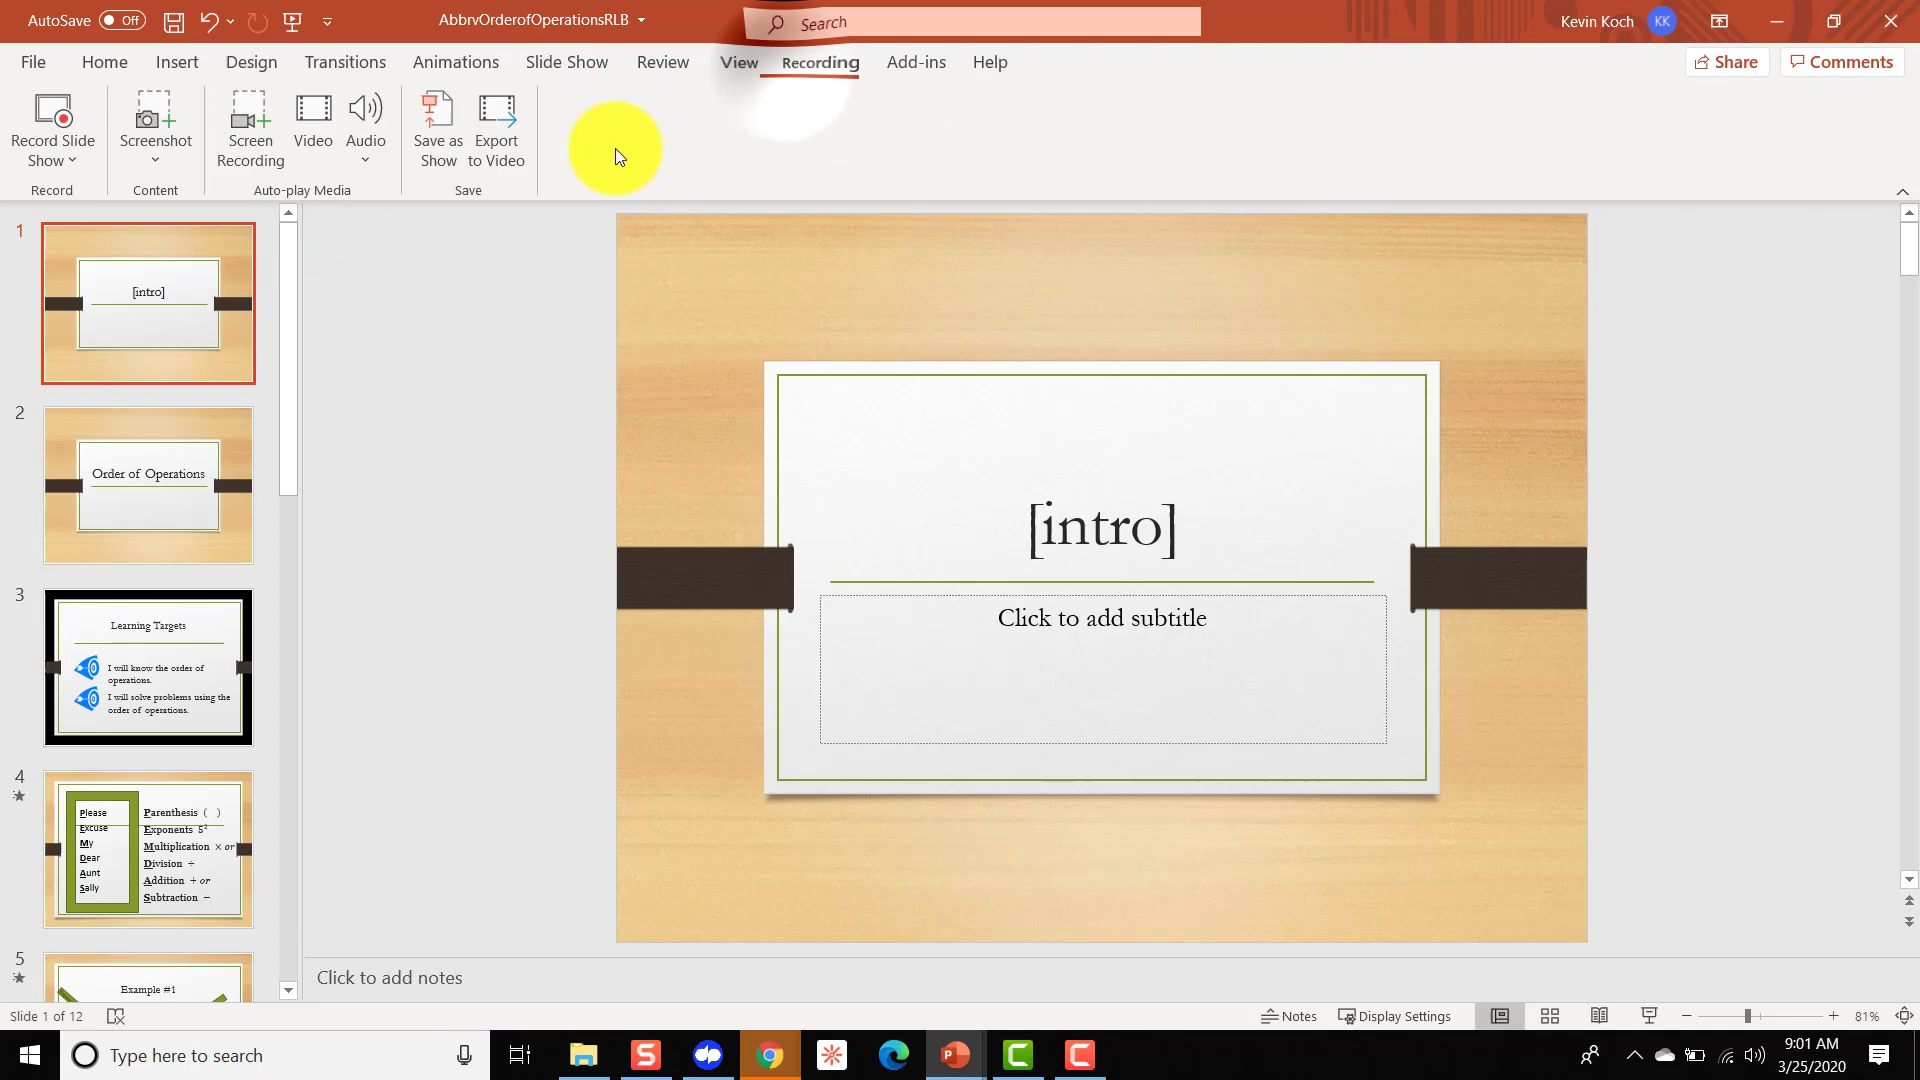 AutoSave Off AbbrvOrderofOperationsRLB Search Kevin Koch KK
File Home Insert Design Transitions Animations Slide Show Review View Recording Add-ins Help Share Comments
Record Slide Show
Screenshot
Screen Recording
Video
Audio
Save as Show
Export to Video
Record Content Auto-play Media Save
1
[intro]
2
Order of Operations
3
Learning Targets
I will know the order of
operations.
I will solve problems using the
order of operations.
4
Please
Excuse
My
Dear
Aunt
Sally
Parenthesis ( )
Exponents 5²
Multiplication × or
Division ÷
Addition + or
Subtraction −
5
Example #1
[intro]
Click to add subtitle
Click to add notes
Slide 1 of 12 Notes Display Settings 81%
Type here to search
9:01 AM
3/25/2020